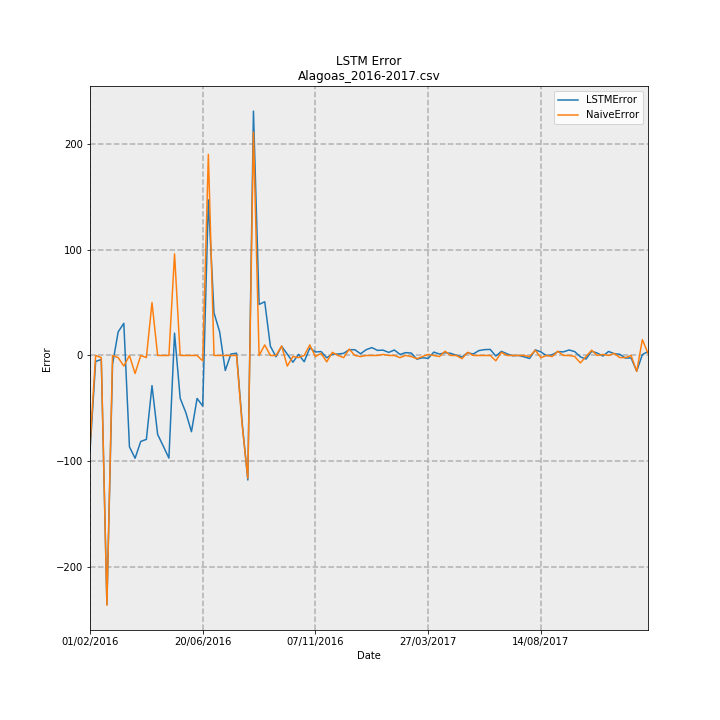 LSTM Error
Alagoas_2016-2017.csv
LSTMError
NaiveError
200
100
0
−100
−200
Error
01/02/2016
20/06/2016
07/11/2016
27/03/2017
14/08/2017
Date